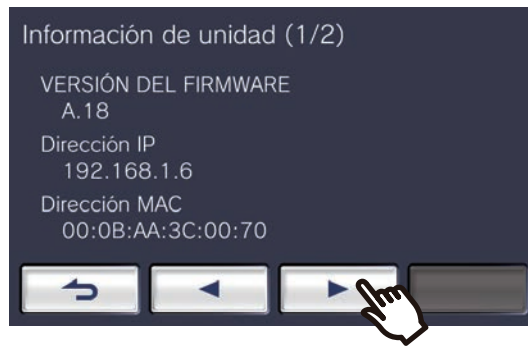 Información de unidad (1/2)
VERSIÓN DEL FIRMWARE
A.18
Dirección IP
192.168.1.6
Dirección MAC
00:0B:AA:3C:00:70